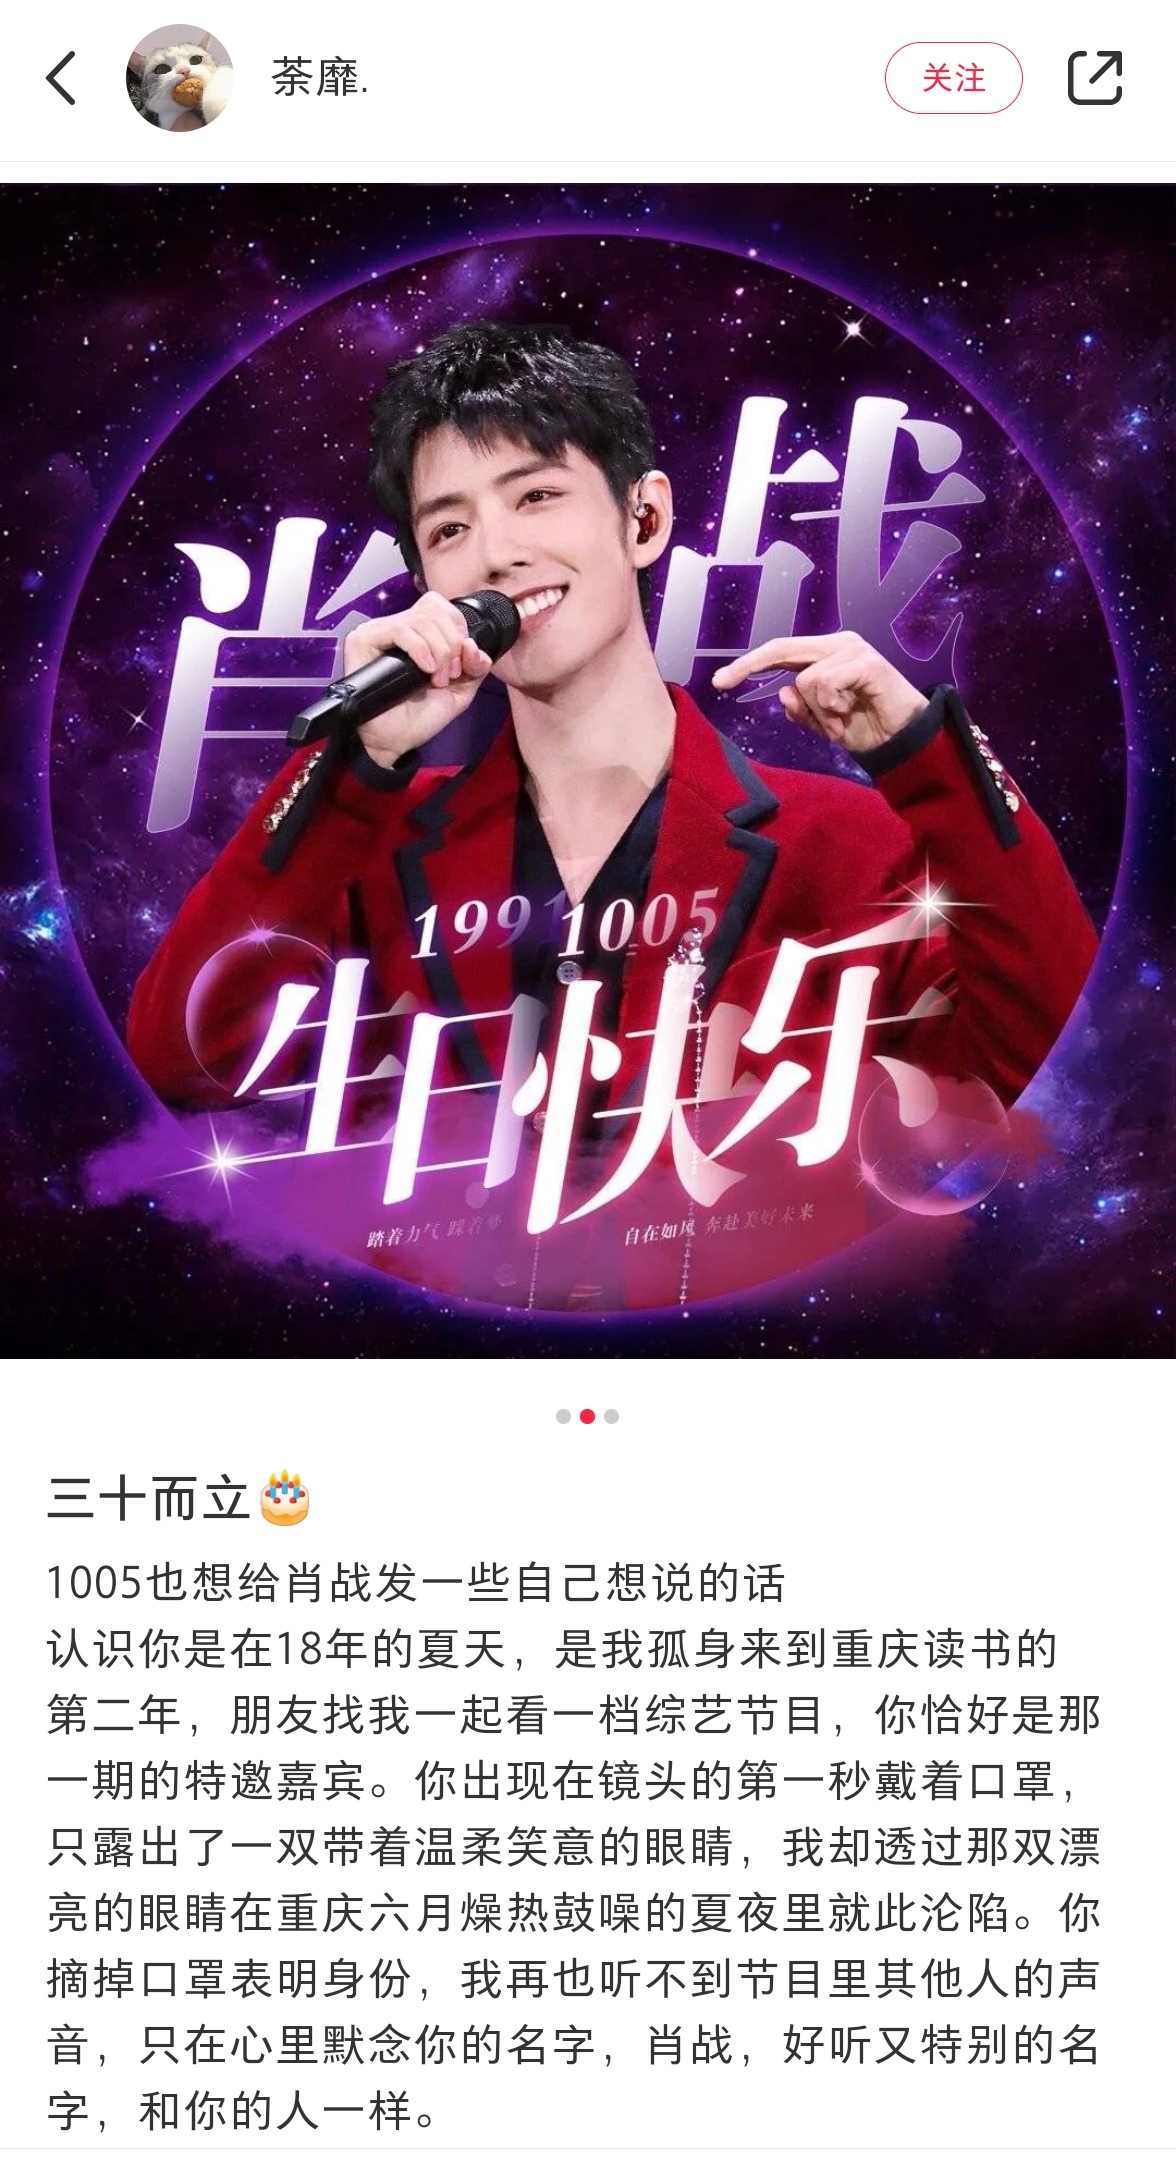 荼靡.
关注
肖战
1991 1005
生日快乐
踏着力气 踩着梦
自在如风 奔赴美好未来
三十而立🎂
1005也想给肖战发一些自己想说的话
认识你是在18年的夏天，是我孤身来到重庆读书的
第二年，朋友找我一起看一档综艺节目，你恰好是那
一期的特邀嘉宾。你出现在镜头的第一秒戴着口罩，
只露出了一双带着温柔笑意的眼睛，我却透过那双漂
亮的眼睛在重庆六月燥热鼓噪的夏夜里就此沦陷。你
摘掉口罩表明身份，我再也听不到节目里其他人的声
音，只在心里默念你的名字，肖战，好听又特别的名
字，和你的人一样。